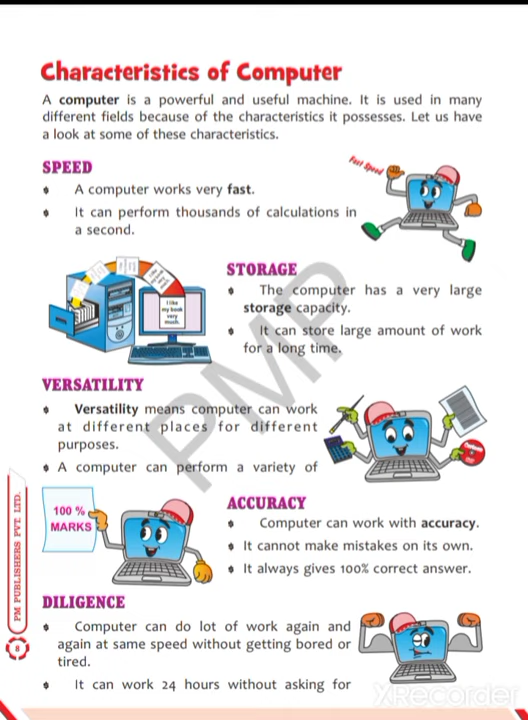 Characteristics of Computer
A computer is a powerful and useful machine. It is used in many
different fields because of the characteristics it possesses. Let us have
a look at some of these characteristics.
SPEED
A computer works very fast.
It can perform thousands of calculations in
a second.
Fast Speed
I like
my book
very
much.
STORAGE
The computer has a very large
storage capacity.
It can store large amount of work
for a long time.
VERSATILITY
Versatility means computer can work
at different places for different
purposes.
A computer can perform a variety of
100 %
MARKS
ACCURACY
Computer can work with accuracy.
It cannot make mistakes on its own.
It always gives 100% correct answer.
DILIGENCE
Computer can do lot of work again and
again at same speed without getting bored or
tired.
It can work 24 hours without asking for
PM PUBLISHERS PVT. LTD.
8
PMP
XRecorder